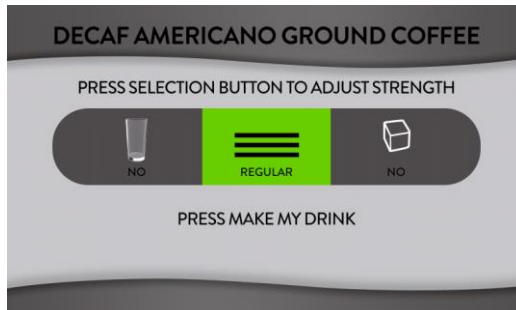 DECAF AMERICANO GROUND COFFEE
PRESS SELECTION BUTTON TO ADJUST STRENGTH
NO REGULAR NO
PRESS MAKE MY DRINK